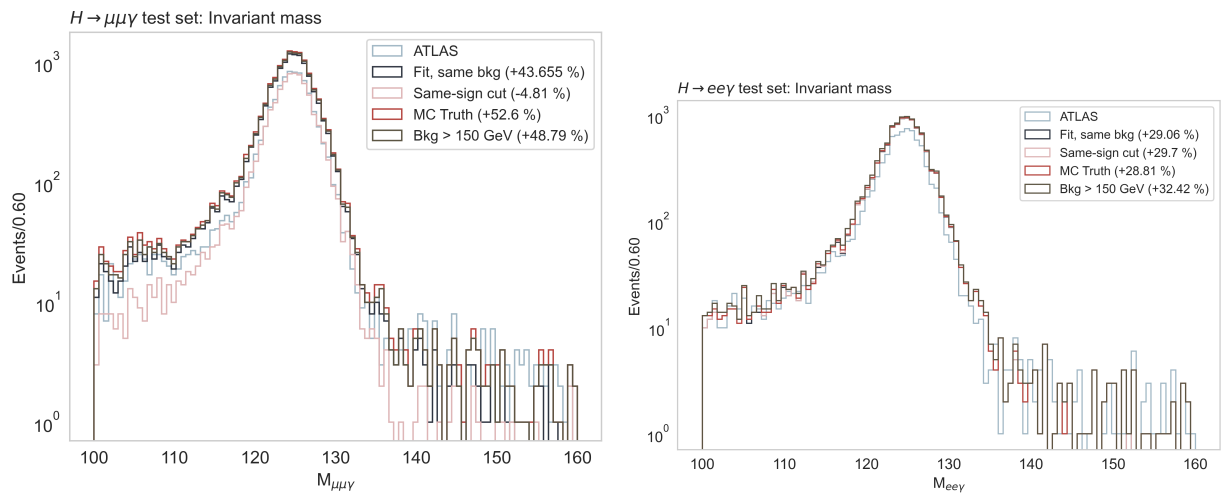 H → μμγ test set: Invariant mass
ATLAS
Fit, same bkg (+43.655 %)
Same-sign cut (-4.81 %)
MC Truth (+52.6 %)
Bkg > 150 GeV (+48.79 %)
Events/0.60
10³
10²
10¹
10⁰
100 110 120 130 140 150 160
M_μμγ
H → eeγ test set: Invariant mass
ATLAS
Fit, same bkg (+29.06 %)
Same-sign cut (+29.7 %)
MC Truth (+28.81 %)
Bkg > 150 GeV (+32.42 %)
Events/0.60
10³
10²
10¹
10⁰
100 110 120 130 140 150 160
M_eeγ